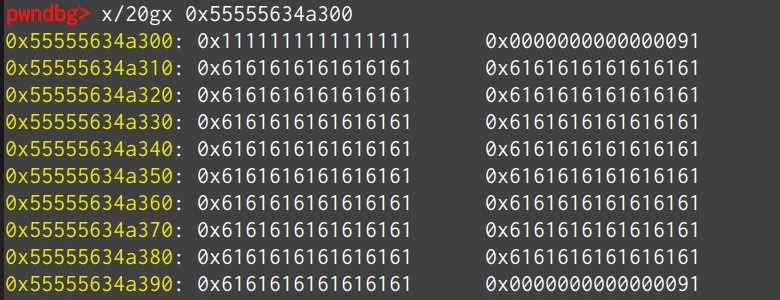 pwndbg> x/20gx 0x55555634a300
0x55555634a300: 0x1111111111111111 0x0000000000000091
0x55555634a310: 0x6161616161616161 0x6161616161616161
0x55555634a320: 0x6161616161616161 0x6161616161616161
0x55555634a330: 0x6161616161616161 0x6161616161616161
0x55555634a340: 0x6161616161616161 0x6161616161616161
0x55555634a350: 0x6161616161616161 0x6161616161616161
0x55555634a360: 0x6161616161616161 0x6161616161616161
0x55555634a370: 0x6161616161616161 0x6161616161616161
0x55555634a380: 0x6161616161616161 0x6161616161616161
0x55555634a390: 0x6161616161616161 0x0000000000000091